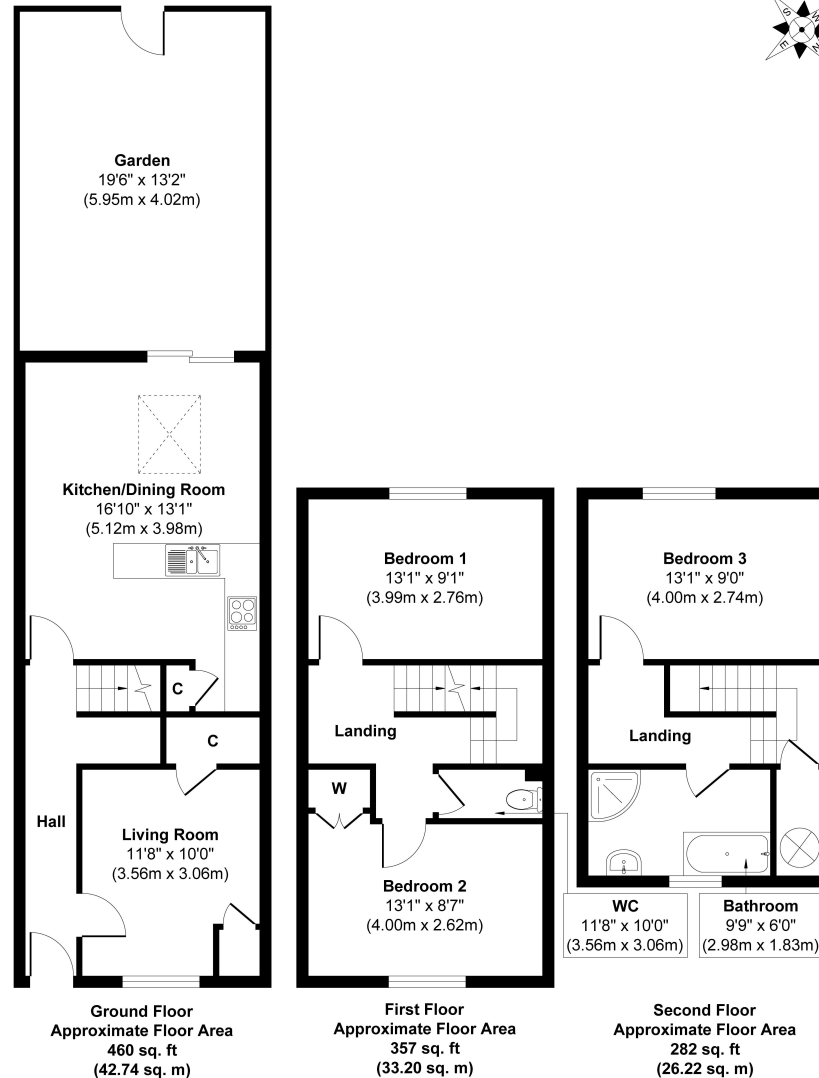 S
W
E
N
Garden
19'6" x 13'2"
(5.95m x 4.02m)
Kitchen/Dining Room
16'10" x 13'1"
(5.12m x 3.98m)
C
C
Hall
Living Room
11'8" x 10'0"
(3.56m x 3.06m)
Ground Floor
Approximate Floor Area
460 sq. ft
(42.74 sq. m)
Bedroom 1
13'1" x 9'1"
(3.99m x 2.76m)
Landing
W
Bedroom 2
13'1" x 8'7"
(4.00m x 2.62m)
WC
11'8" x 10'0"
(3.56m x 3.06m)
First Floor
Approximate Floor Area
357 sq. ft
(33.20 sq. m)
Bedroom 3
13'1" x 9'0"
(4.00m x 2.74m)
Landing
Bathroom
9'9" x 6'0"
(2.98m x 1.83m)
Second Floor
Approximate Floor Area
282 sq. ft
(26.22 sq. m)